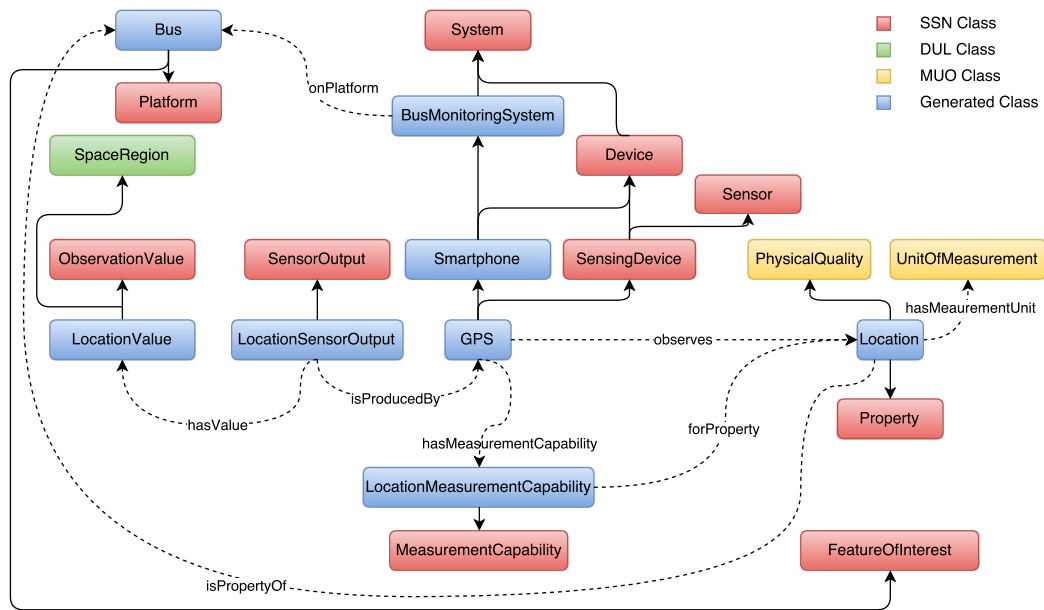 Bus
System
SSN Class
DUL Class
MUO Class
Generated Class
onPlatform
Platform
BusMonitoringSystem
SpaceRegion
Device
Sensor
ObservationValue
SensorOutput
Smartphone
SensingDevice
PhysicalQuality
UnitOfMeasurement
hasMeaurementUnit
LocationValue
LocationSensorOutput
GPS
observes
Location
isProducedBy
hasValue
Property
forProperty
hasMeasurementCapability
LocationMeasurementCapability
MeasurementCapability
FeatureOfInterest
isPropertyOf